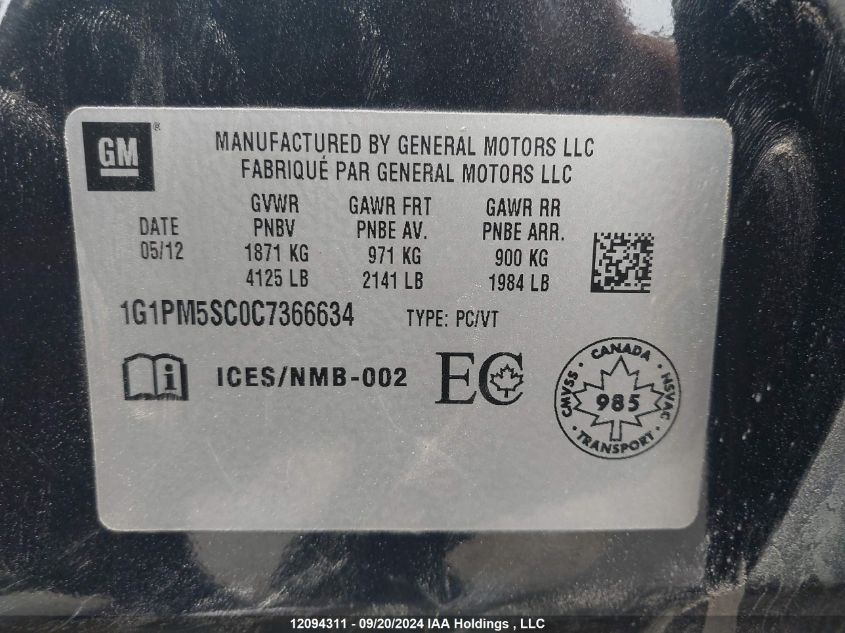 GM
MANUFACTURED BY GENERAL MOTORS LLC
FABRIQUÉ PAR GENERAL MOTORS LLC
DATE
05/12
GVWR
PNBV
1871 KG
4125 LB
GAWR FRT
PNBE AV.
971 KG
2141 LB
GAWR RR
PNBE ARR.
900 KG
1984 LB
1G1PM5SC0C7366634 TYPE: PC/VT
i ICES/NMB-002 EC
CANADA
CMVSS 985 NSVAC
TRANSPORT
12094311 - 09/20/2024 IAA Holdings , LLC